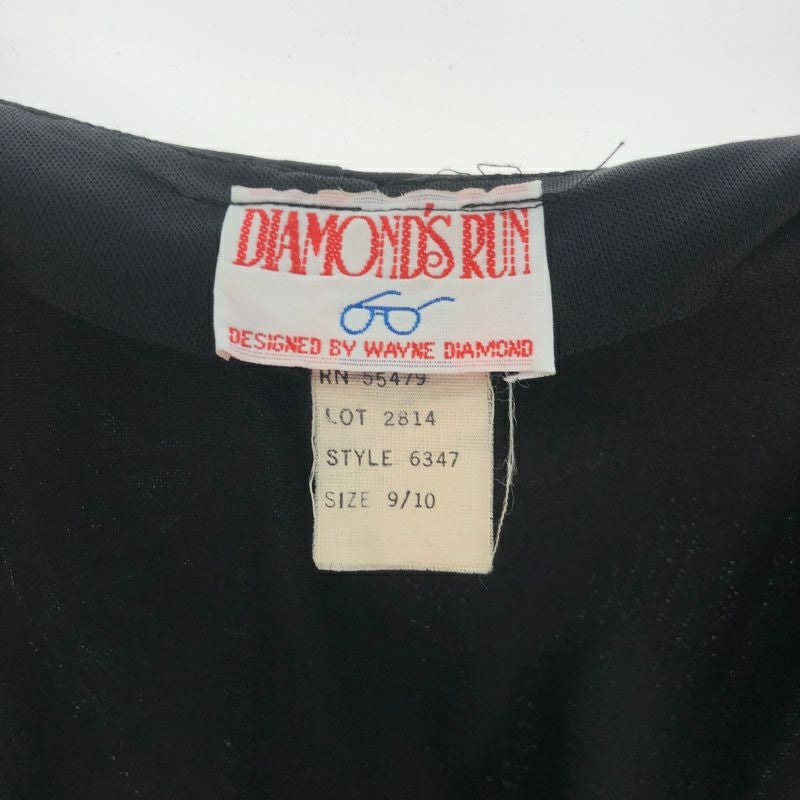 DIAMOND'S RUN
DESIGNED BY WAYNE DIAMOND
RN 55479
LOT 2814
STYLE 6347
SIZE 9/10